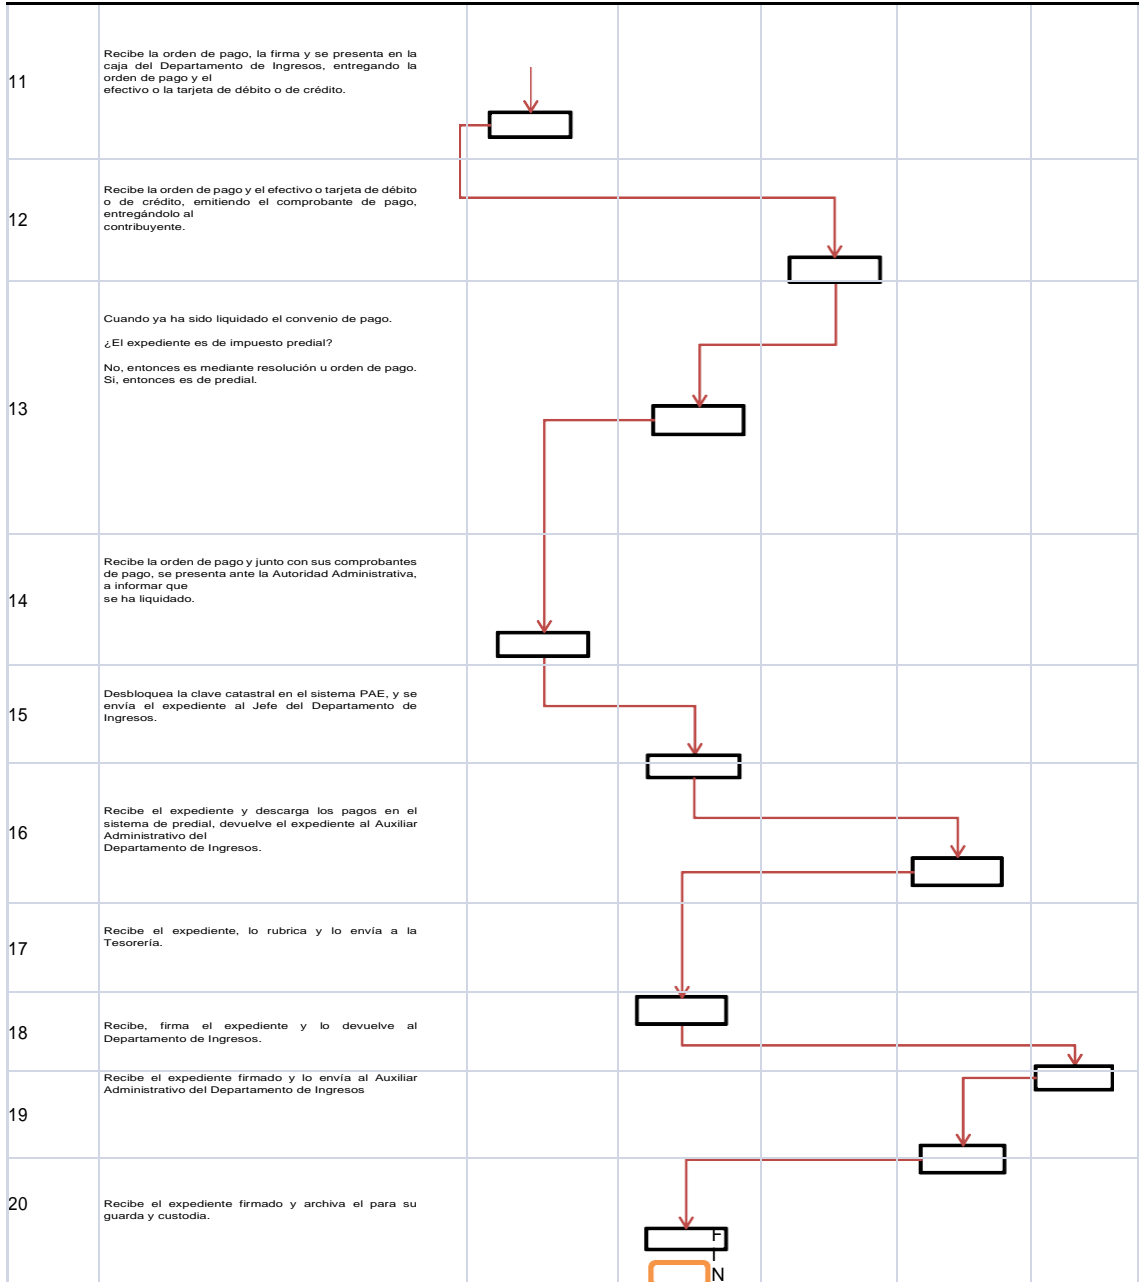 11
Recibe la orden de pago, la firma y se presenta en la
caja del Departamento de Ingresos, entregando la
orden de pago y el
efectivo o la tarjeta de débito o de crédito.
12
Recibe la orden de pago y el efectivo o tarjeta de débito
o de crédito, emitiendo el comprobante de pago,
entregándolo al
contribuyente.
13
Cuando ya ha sido liquidado el convenio de pago.
¿El expediente es de impuesto predial?
No, entonces es mediante resolución u orden de pago.
Si, entonces es de predial.
14
Recibe la orden de pago y junto con sus comprobantes
de pago, se presenta ante la Autoridad Administrativa,
a informar que
se ha liquidado.
15
Desbloquea la clave catastral en el sistema PAE, y se
envía el expediente al Jefe del Departamento de
Ingresos.
16
Recibe el expediente y descarga los pagos en el
sistema de predial, devuelve el expediente al Auxiliar
Administrativo del
Departamento de Ingresos.
17
Recibe el expediente, lo rubrica y lo envía a la
Tesorería.
18
Recibe, firma el expediente y lo devuelve al
Departamento de Ingresos.
19
Recibe el expediente firmado y lo envía al Auxiliar
Administrativo del Departamento de Ingresos
20
Recibe el expediente firmado y archiva el para su
guarda y custodia.
F
I
N